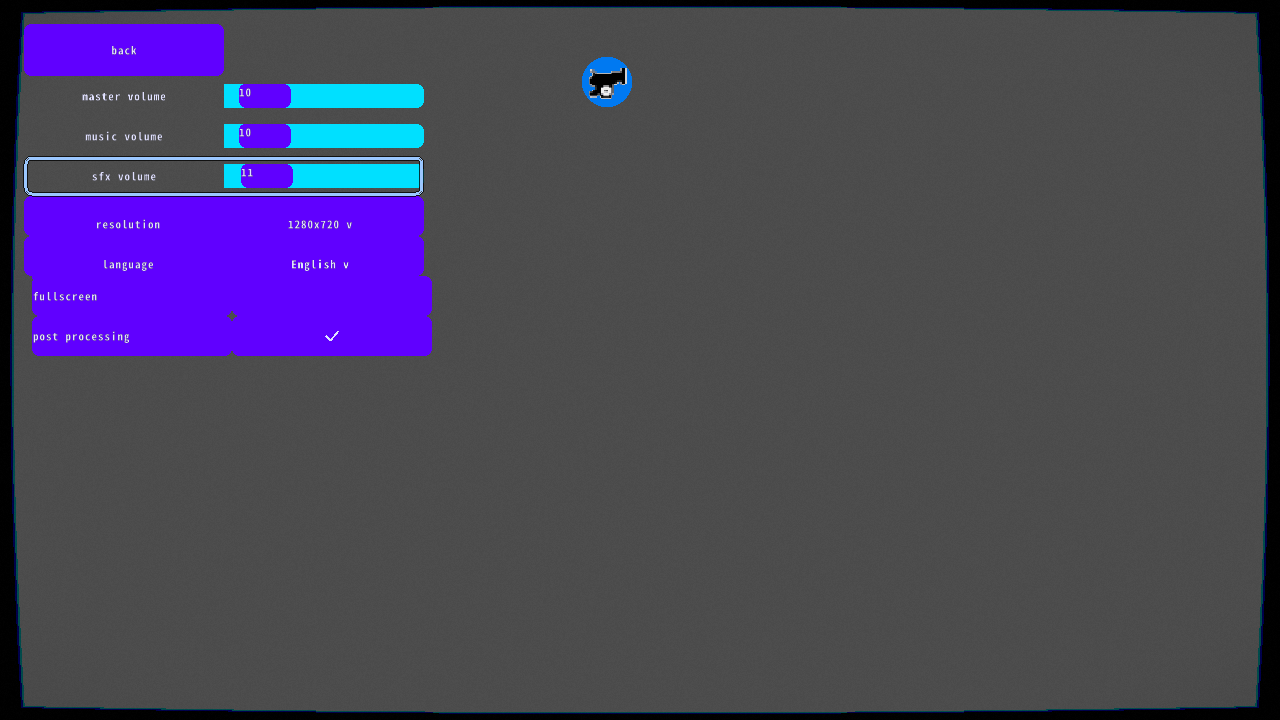 back
master volume 10
music volume 10
sfx volume 11
resolution 1280x720 v
language English v
fullscreen
post processing